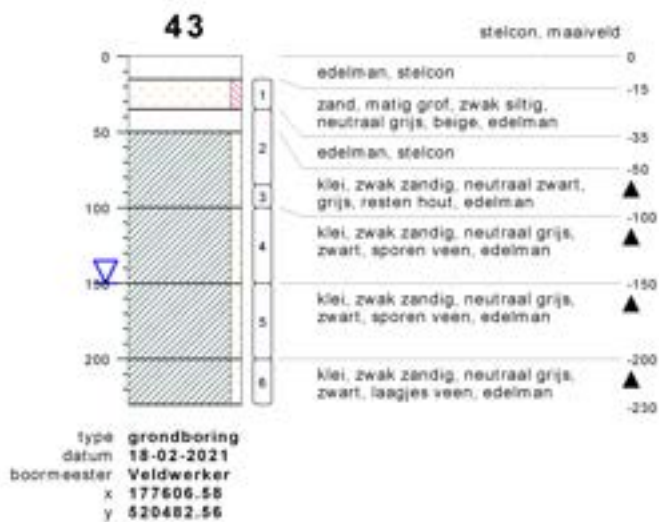 43
stelcon, maaiveld
0
50
100
150
200
1
2
3
4
5
6
0
edelman, stelcon
-15
zand, matig grof, zwak siltig,
neutraal grijs, beige, edelman
-35
edelman, stelcon
-50
klei, zwak zandig, neutraal zwart,
grijs, resten hout, edelman
-100
klei, zwak zandig, neutraal grijs,
zwart, sporen veen, edelman
-150
klei, zwak zandig, neutraal grijs,
zwart, sporen veen, edelman
-200
klei, zwak zandig, neutraal grijs,
zwart, laagjes veen, edelman
-230
type grondboring
datum 18-02-2021
boormeester Veldwerker
x 177606.58
y 520482.56